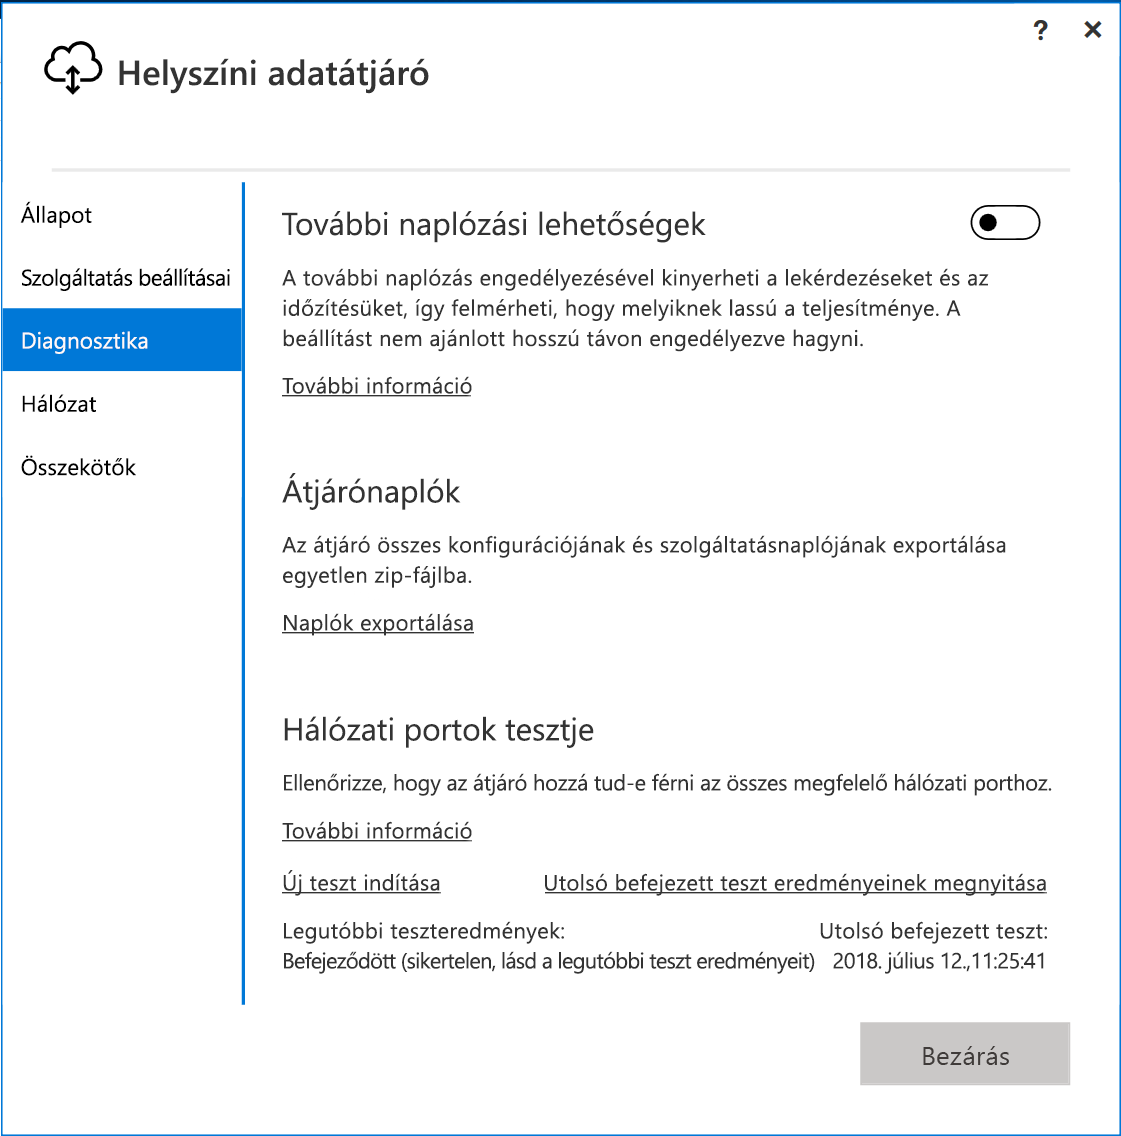 ?
Helyszíni adatátjáró
Állapot
Szolgáltatás beállításai
Diagnosztika
Hálózat
Összekötők
További naplózási lehetőségek
A további naplózás engedélyezésével kinyerheti a lekérdezéseket és az
időzítésüket, így felmérheti, hogy melyiknek lassú a teljesítménye. A
beállítást nem ajánlott hosszú távon engedélyezve hagyni.
További információ
Átjárónaplók
Az átjáró összes konfigurációjának és szolgáltatásnaplójának exportálása
egyetlen zip-fájlba.
Naplók exportálása
Hálózati portok tesztje
Ellenőrizze, hogy az átjáró hozzá tud-e férni az összes megfelelő hálózati porthoz.
További információ
Új teszt indítása Utolsó befejezett teszt eredményeinek megnyitása
Legutóbbi teszteredmények: Utolsó befejezett teszt:
Befejeződött (sikertelen, lásd a legutóbbi teszt eredményeit) 2018. július 12.,11:25:41
Bezárás